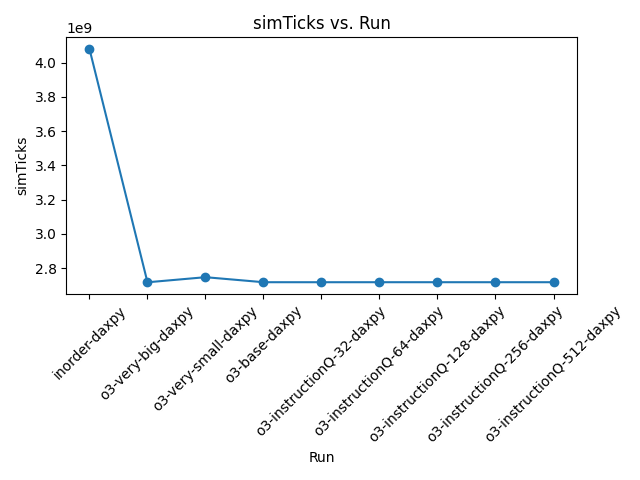 simTicks vs. Run
1e9
4.0
3.8
3.6
3.4
3.2
3.0
2.8
simTicks
inorder-daxpy
o3-very-big-daxpy
o3-very-small-daxpy
o3-base-daxpy
o3-instructionQ-32-daxpy
o3-instructionQ-64-daxpy
o3-instructionQ-128-daxpy
o3-instructionQ-256-daxpy
o3-instructionQ-512-daxpy
Run